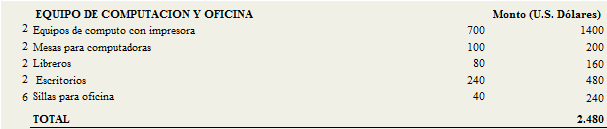 EQUIPO DE COMPUTACION Y OFICINA Monto (U.S. Dólares)
2 Equipos de computo con impresora 700 1400
2 Mesas para computadoras 100 200
2 Libreros 80 160
2 Escritorios 240 480
6 Sillas para oficina 40 240
TOTAL 2.480